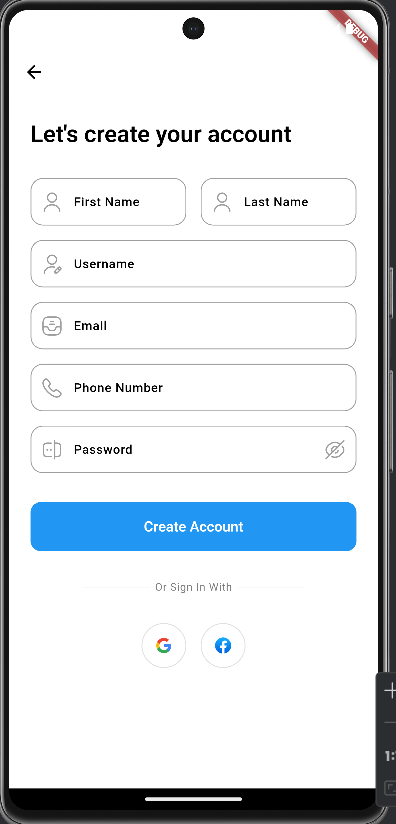 DEBUG
Let's create your account
First Name Last Name
Username
Email
Phone Number
Password
Create Account
Or Sign In With